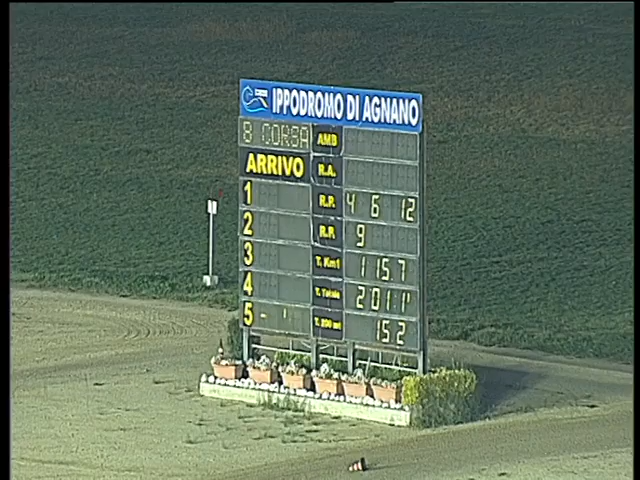 IPPODROMO DI AGNANO
8 CORSA AMB
ARRIVO R.A.
1 R.P. 4 6 12
2 R.P. 9
3 T. Km1 1 15.7
4 T. Totale 2 01.1'
5 - ' T. 200 mt 15 2